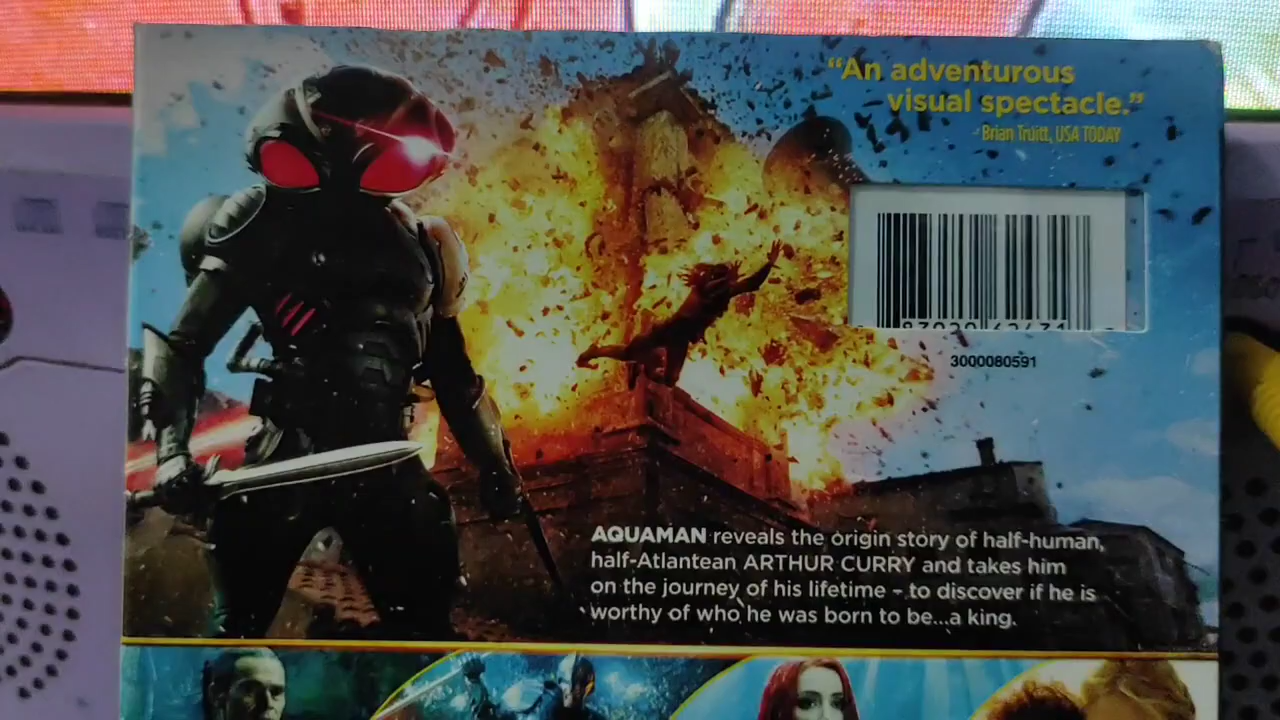 “An adventurous
visual spectacle.”
- Brian Truitt, USA TODAY
3000080591
AQUAMAN reveals the origin story of half-human,
half-Atlantean ARTHUR CURRY and takes him
on the journey of his lifetime – to discover if he is
worthy of who he was born to be...a king.